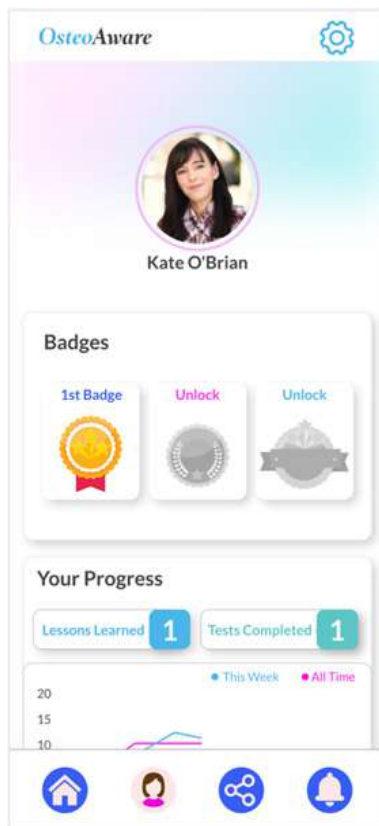 OsteoAware
Kate O'Brian
Badges
1st Badge Unlock Unlock
Your Progress
Lessons Learned 1 Tests Completed 1
This Week All Time
20
15
10